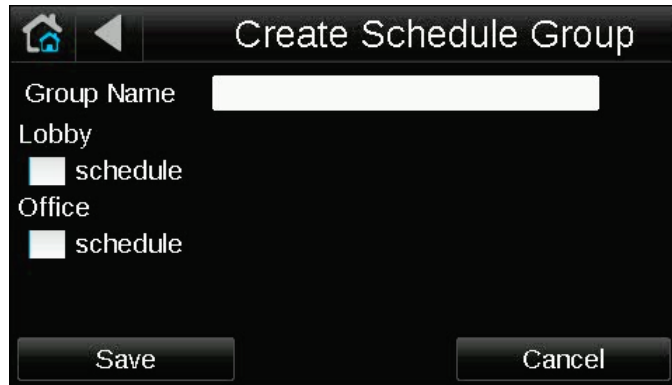 Create Schedule Group
Group Name
Lobby
schedule
Office
schedule
Save
Cancel